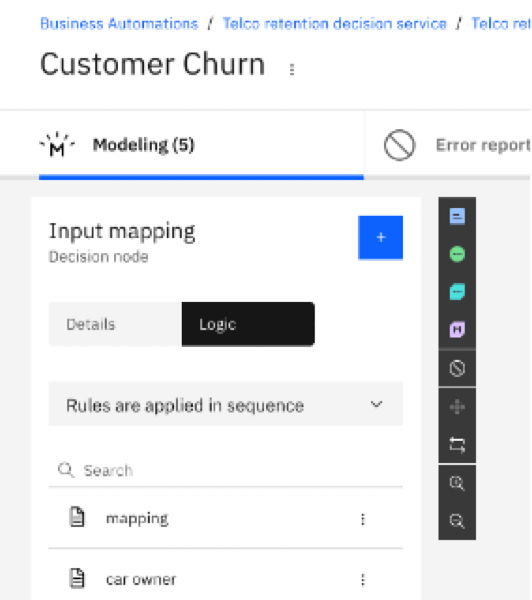 Business Automations / Telco retention decision service / Telco ret
Customer Churn
Modeling (5)
Error report
Input mapping
Decision node
+
Details
Logic
Rules are applied in sequence
Search
mapping
car owner